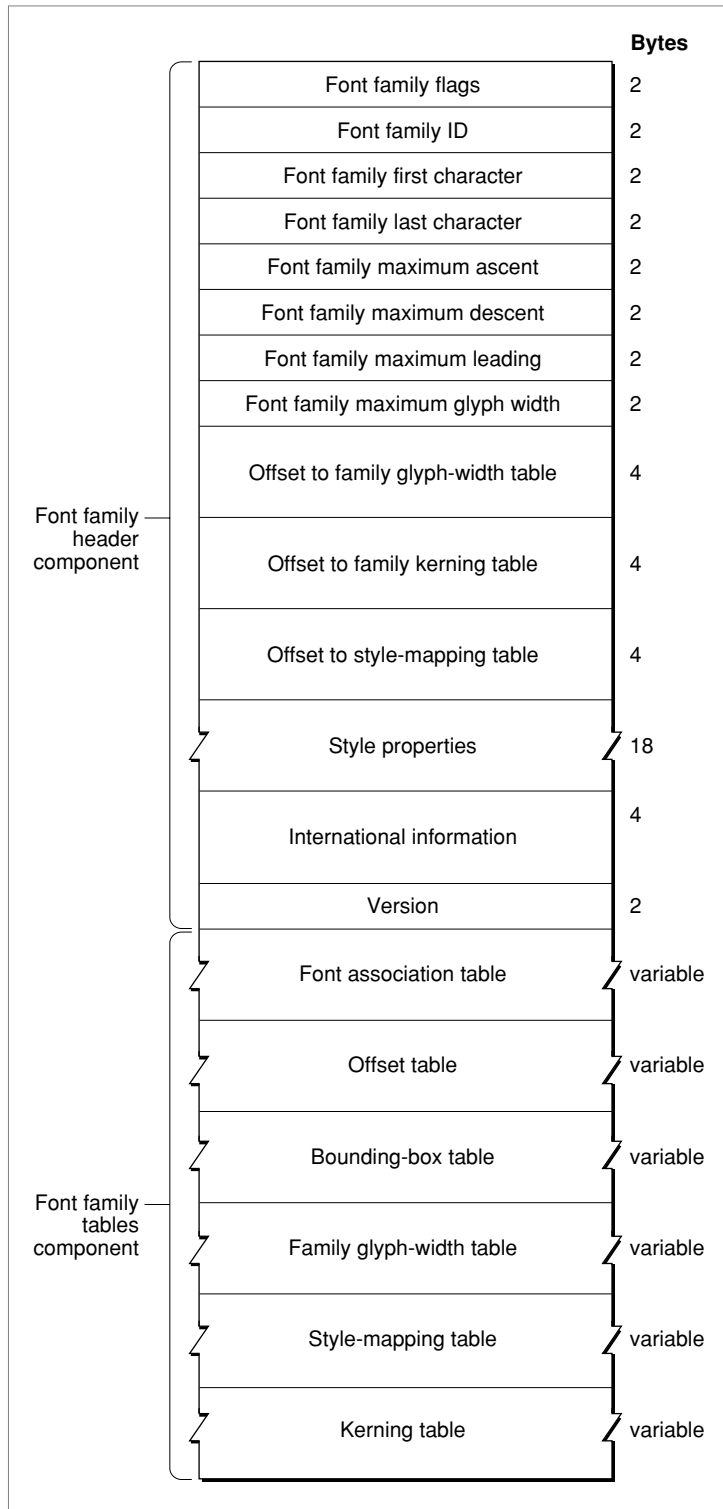 Bytes
Font family flags 2
Font family ID 2
Font family first character 2
Font family last character 2
Font family maximum ascent 2
Font family maximum descent 2
Font family maximum leading 2
Font family maximum glyph width 2
Offset to family glyph-width table 4
Font family
header
component
Offset to family kerning table 4
Offset to style-mapping table 4
Style properties 18
International information 4
Version 2
Font association table variable
Offset table variable
Bounding-box table variable
Font family
tables
component
Family glyph-width table variable
Style-mapping table variable
Kerning table variable